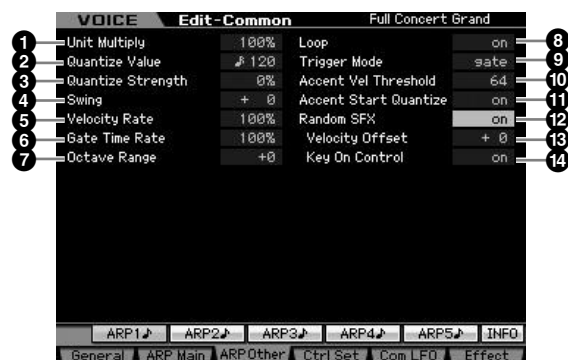 VOICE Edit-Common Full Concert Grand
1 Unit Multiply 100% Loop on 8
2 Quantize Value ♪ 120 Trigger Mode gate 9
3 Quantize Strength 0% Accent Vel Threshold 64 10
4 Swing + 0 Accent Start Quantize on 11
5 Velocity Rate 100% Random SFX on 12
6 Gate Time Rate 100% Velocity Offset + 0 13
7 Octave Range +0 Key On Control on 14
ARP1♪ ARP2♪ ARP3♪ ARP4♪ ARP5♪ INFO
General ARP Main ARP Other Ctrl Set Com LFO Effect